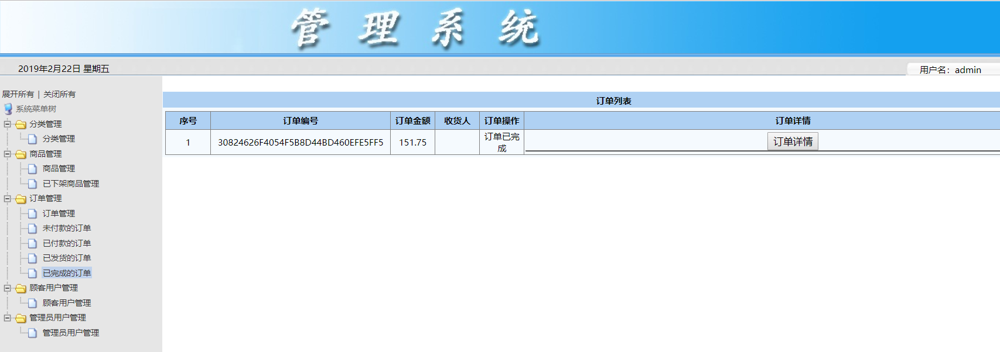 管理系统
2019年2月22日 星期五
用户名：admin
展开所有 | 关闭所有
系统菜单树
分类管理
分类管理
商品管理
商品管理
已下架商品管理
订单管理
订单管理
未付款的订单
已付款的订单
已发货的订单
已完成的订单
顾客用户管理
顾客用户管理
管理员用户管理
管理员用户管理
订单列表
序号 订单编号 订单金额 收货人 订单操作 订单详情
1 30824626F4054F5B8D44BD460EFE5FF5 151.75 订单已完成 订单详情